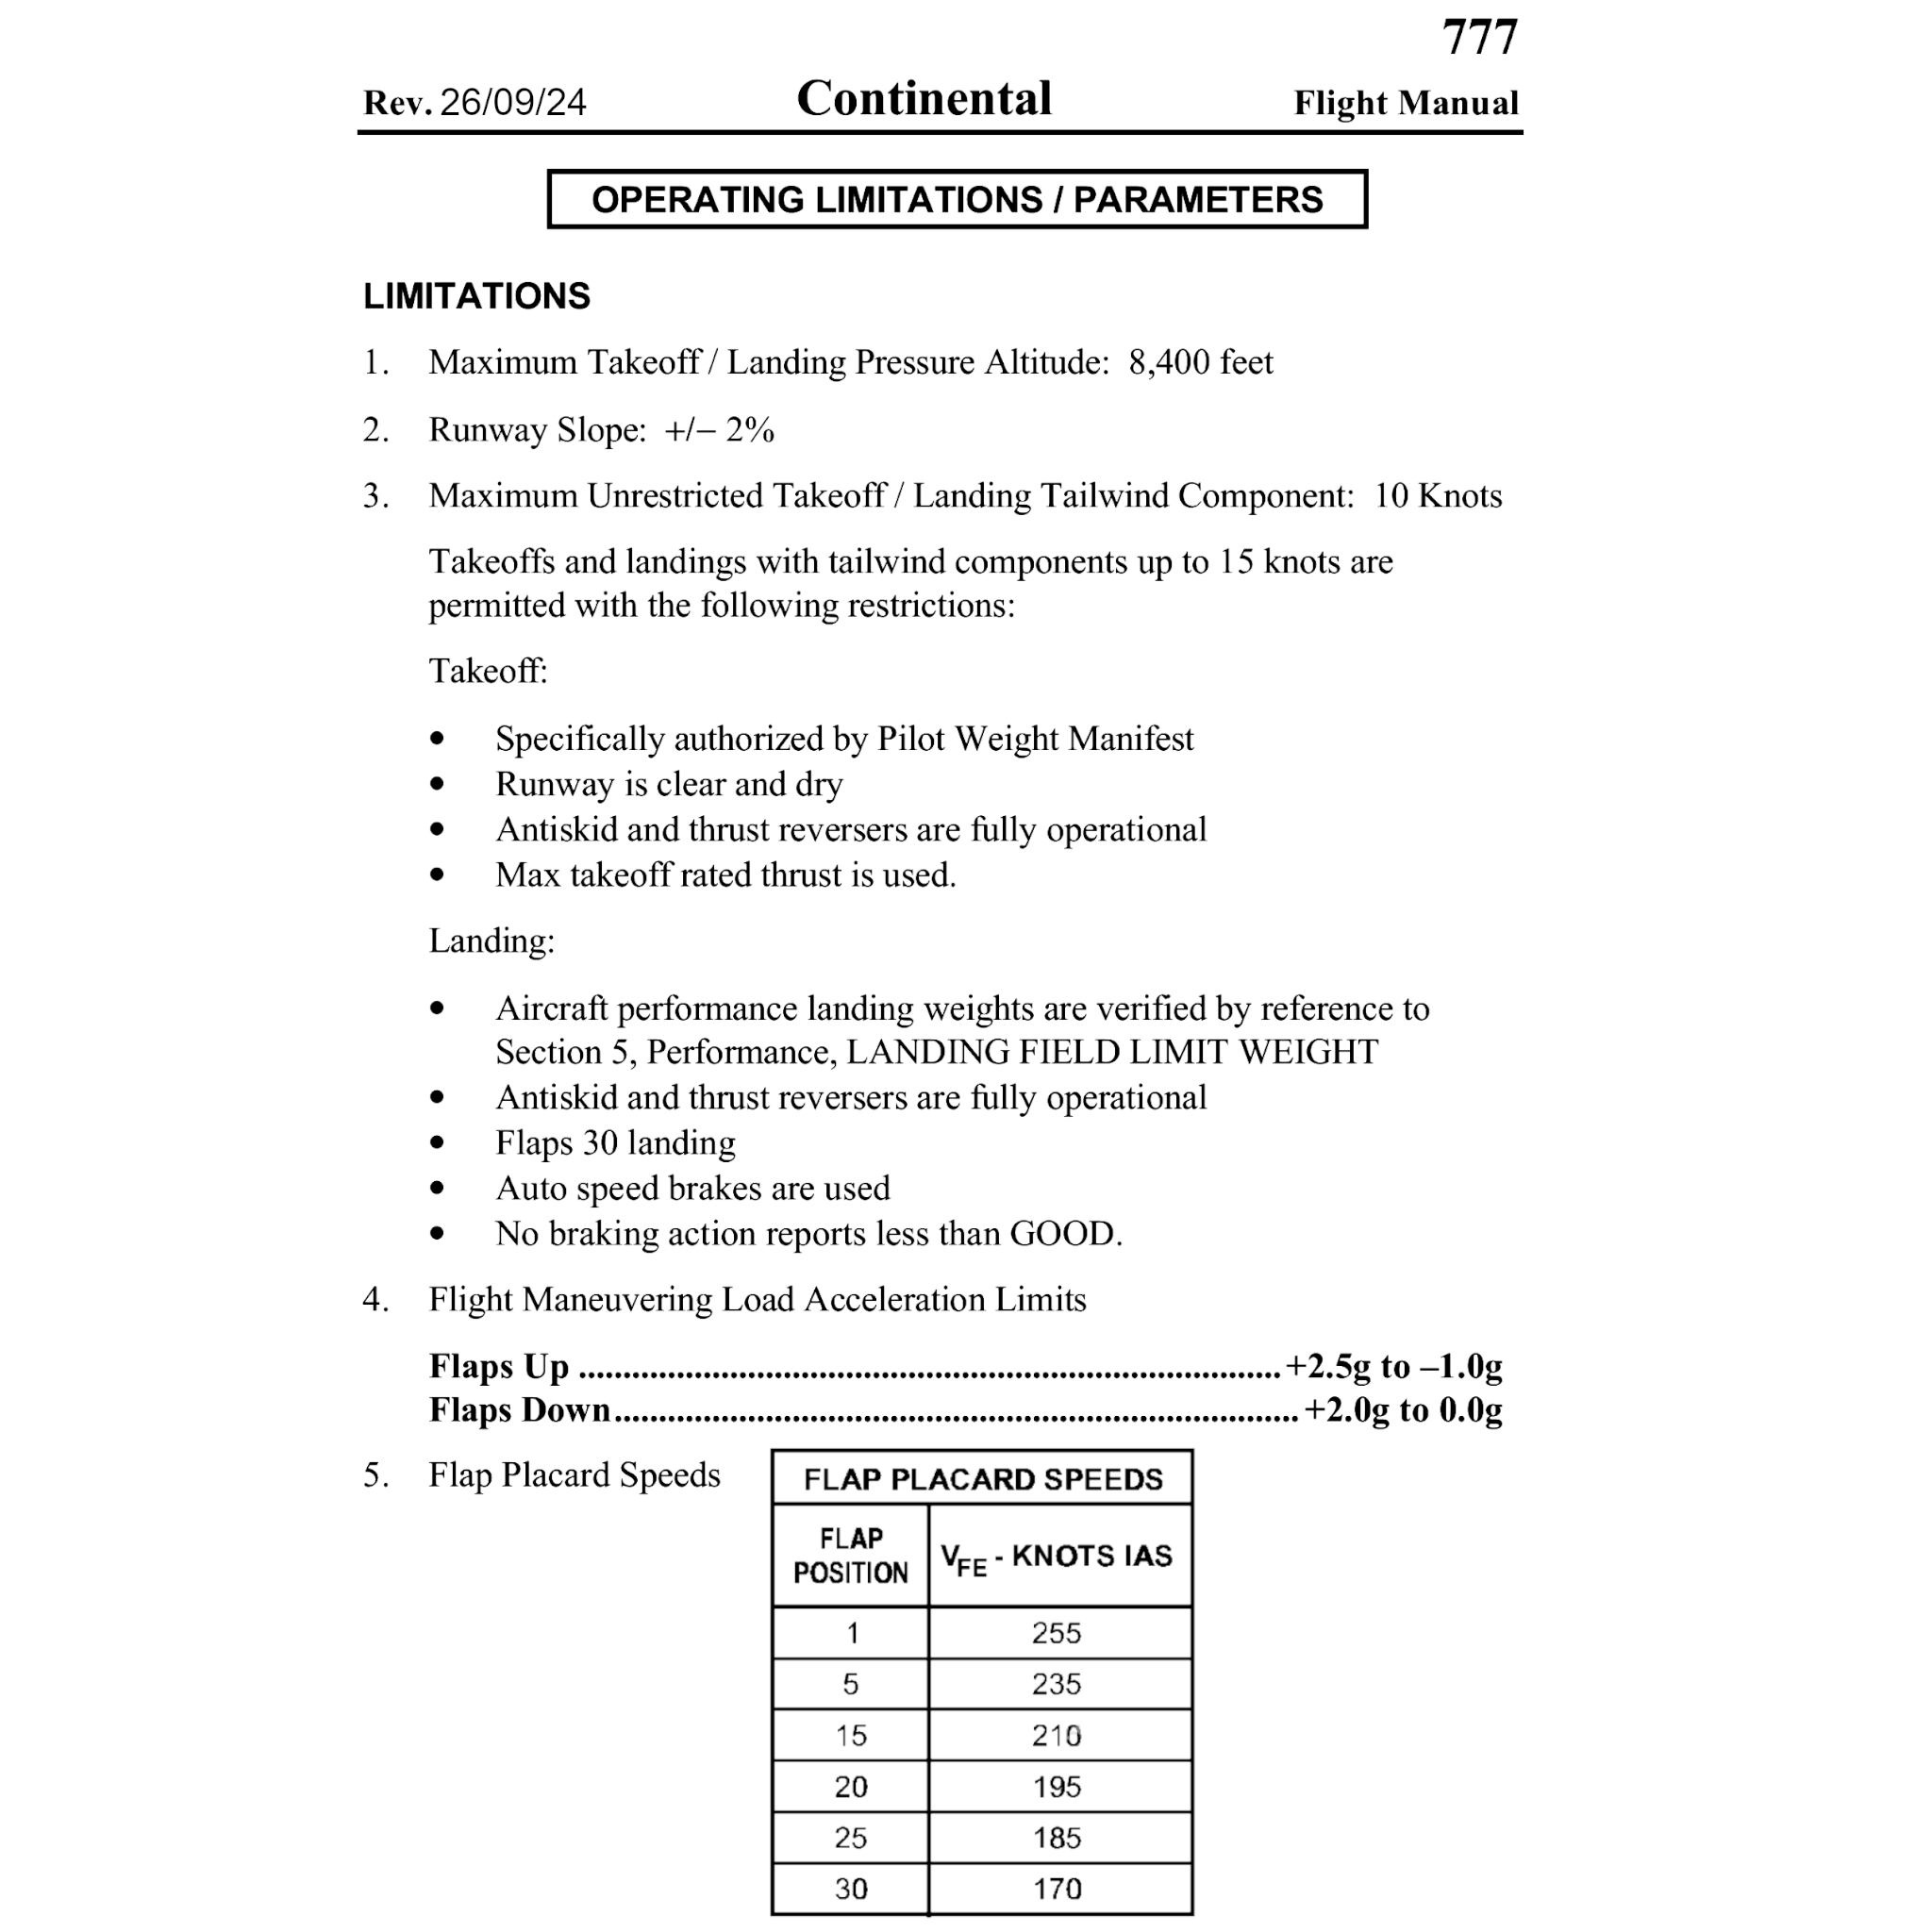 777
Rev. 26/09/24 Continental Flight Manual
OPERATING LIMITATIONS / PARAMETERS
LIMITATIONS
1. Maximum Takeoff / Landing Pressure Altitude: 8,400 feet
2. Runway Slope: +/– 2%
3. Maximum Unrestricted Takeoff / Landing Tailwind Component: 10 Knots
Takeoffs and landings with tailwind components up to 15 knots are
permitted with the following restrictions:
Takeoff:
• Specifically authorized by Pilot Weight Manifest
• Runway is clear and dry
• Antiskid and thrust reversers are fully operational
• Max takeoff rated thrust is used.
Landing:
• Aircraft performance landing weights are verified by reference to
Section 5, Performance, LANDING FIELD LIMIT WEIGHT
• Antiskid and thrust reversers are fully operational
• Flaps 30 landing
• Auto speed brakes are used
• No braking action reports less than GOOD.
4. Flight Maneuvering Load Acceleration Limits
Flaps Up ................................................................................ +2.5g to –1.0g
Flaps Down.............................................................................. +2.0g to 0.0g
5. Flap Placard Speeds
FLAP PLACARD SPEEDS
FLAP
POSITION
VFE - KNOTS IAS
1 255
5 235
15 210
20 195
25 185
30 170